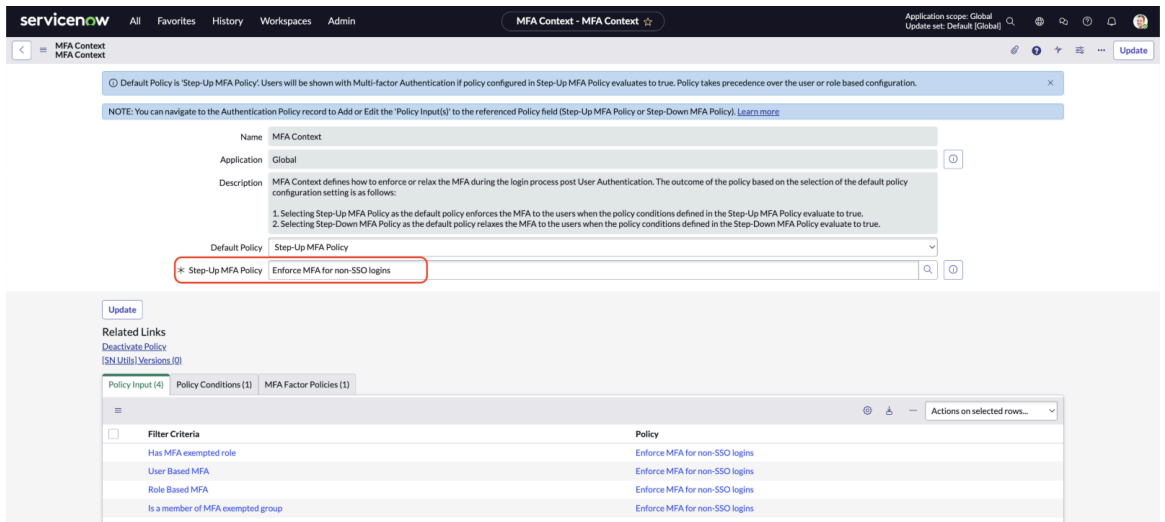 servicenow All Favorites History Workspaces Admin MFA Context - MFA Context Application scope: Global
Update set: Default [Global]
MFA Context
MFA Context
Update
Default Policy is 'Step-Up MFA Policy'. Users will be shown with Multi-factor Authentication if policy configured in Step-Up MFA Policy evaluates to true. Policy takes precedence over the user or role based configuration.
NOTE: You can navigate to the Authentication Policy record to Add or Edit the 'Policy Input(s)' to the referenced Policy field (Step-Up MFA Policy or Step-Down MFA Policy). Learn more
Name MFA Context
Application Global
Description MFA Context defines how to enforce or relax the MFA during the login process post User Authentication. The outcome of the policy based on the selection of the default policy
configuration setting is as follows:
1. Selecting Step-Up MFA Policy as the default policy enforces the MFA to the users when the policy conditions defined in the Step-Up MFA Policy evaluate to true.
2. Selecting Step-Down MFA Policy as the default policy relaxes the MFA to the users when the policy conditions defined in the Step-Down MFA Policy evaluate to true.
Default Policy Step-Up MFA Policy
* Step-Up MFA Policy Enforce MFA for non-SSO logins
Update
Related Links
Deactivate Policy
[SN Utils] Versions (0)
Policy Input (4) Policy Conditions (1) MFA Factor Policies (1)
Actions on selected rows...
Filter Criteria Policy
Has MFA exempted role Enforce MFA for non-SSO logins
User Based MFA Enforce MFA for non-SSO logins
Role Based MFA Enforce MFA for non-SSO logins
Is a member of MFA exempted group Enforce MFA for non-SSO logins